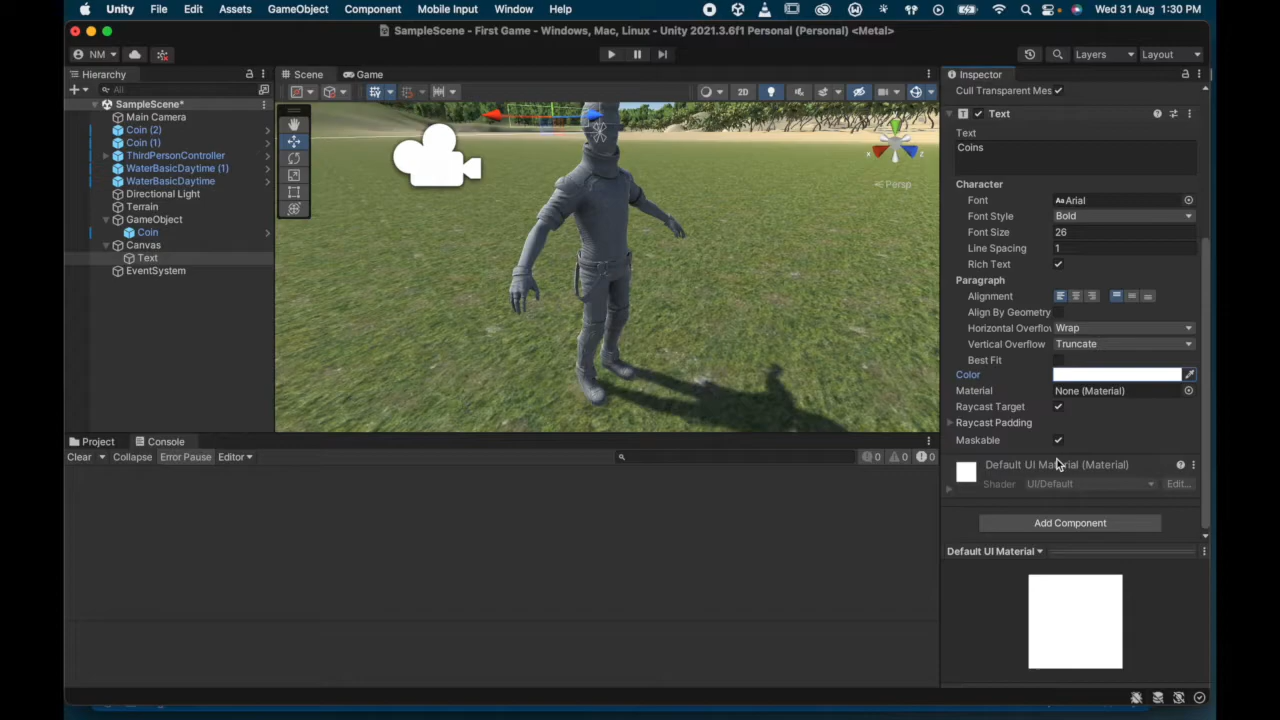 Unity File Edit Assets GameObject Component Mobile Input Window Help Wed 31 Aug 1:30 PM
SampleScene - First Game - Windows, Mac, Linux - Unity 2021.3.6f1 Personal (Personal) <Metal>
NM Layers Layout
Hierarchy Scene Game Inspector
All 2D Cull Transparent Mes
SampleScene*
Main Camera
Coin (2)
Coin (1)
ThirdPersonController
WaterBasicDaytime (1)
WaterBasicDaytime
Directional Light
Terrain
GameObject
Coin
Canvas
Text
EventSystem
x z
Persp
Text
Text
Coins
Character
Font Arial
Font Style Bold
Font Size 26
Line Spacing 1
Rich Text
Paragraph
Alignment
Align By Geometry
Horizontal Overflow Wrap
Vertical Overflow Truncate
Best Fit
Color
Material None (Material)
Raycast Target
Raycast Padding
Maskable
Default UI Material (Material)
Shader UI/Default Edit...
Add Component
Default UI Material
Project Console
Clear Collapse Error Pause Editor 0 0 0